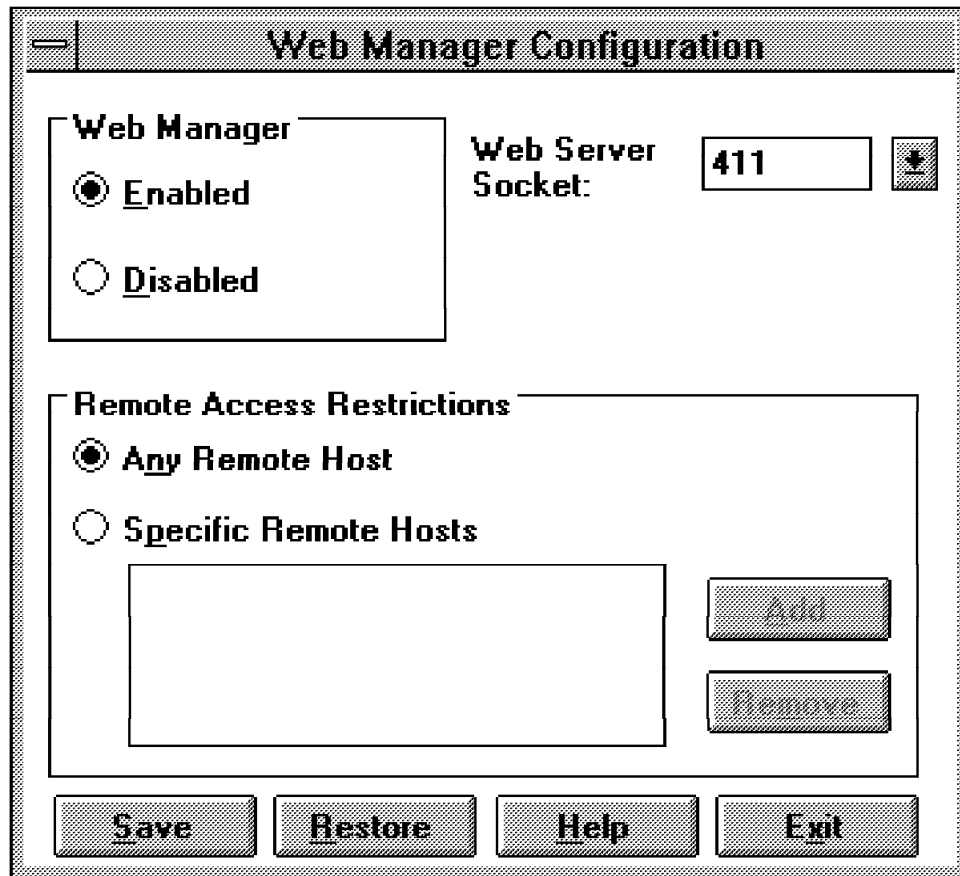 Web Manager Configuration
Web Manager
Enabled
Disabled
Web Server
Socket:
411
Remote Access Restrictions
Any Remote Host
Specific Remote Hosts
Add
Remove
Save
Restore
Help
Exit